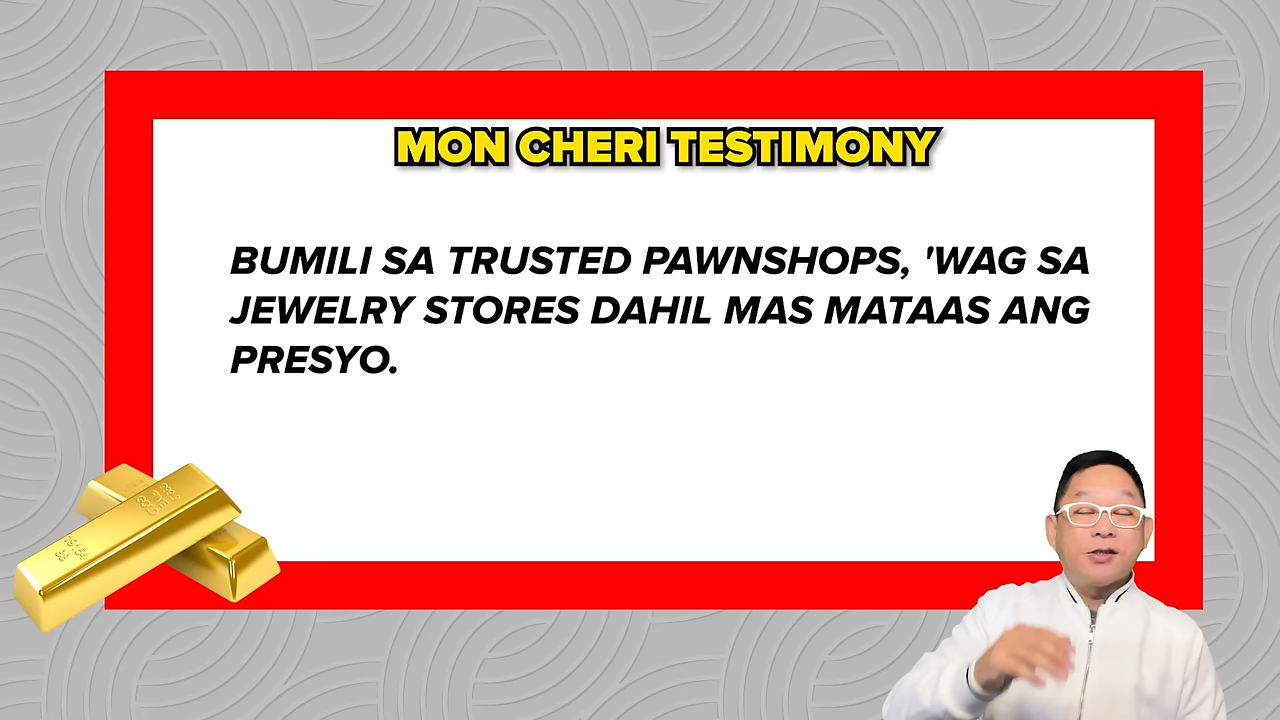 MON CHERI TESTIMONY
BUMILI SA TRUSTED PAWNSHOPS, 'WAG SA
JEWELRY STORES DAHIL MAS MATAAS ANG
PRESYO.